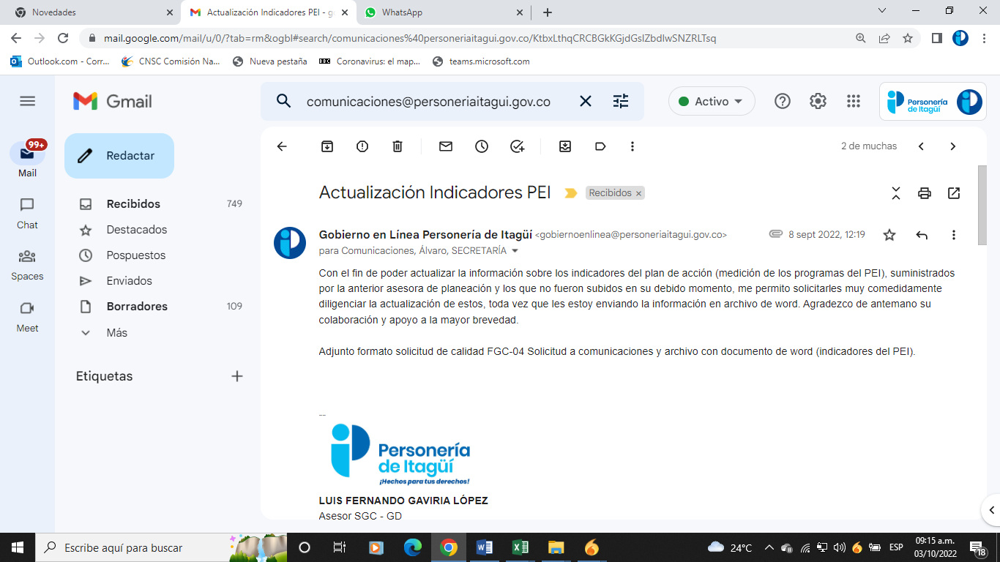 Novedades
Actualización Indicadores PEI - g
WhatsApp
mail.google.com/mail/u/0/?tab=rm&ogbl#search/comunicaciones%40personeriaitagui.gov.co/KtbxLthqCRCBGkKGjdGslZbdlwSNZRLTsq
Outlook.com - Corr...
CNSC Comisión Na...
Nueva pestaña
BBC
Coronavirus: el map...
teams.microsoft.com
Gmail
comunicaciones@personeriaitagui.gov.co
Activo
Personería
de Itagüí
Redactar
99+
Mail
Chat
Spaces
Meet
Recibidos 749
Destacados
Pospuestos
Enviados
Borradores 109
Más
Etiquetas
2 de muchas
Actualización Indicadores PEI
Recibidos ×
Gobierno en Línea Personería de Itagüí <gobiernoenlinea@personeriaitagui.gov.co>
8 sept 2022, 12:19
para Comunicaciones, Álvaro, SECRETARÍA
Con el fin de poder actualizar la información sobre los indicadores del plan de acción (medición de los programas del PEI), suministrados
por la anterior asesora de planeación y los que no fueron subidos en su debido momento, me permito solicitarles muy comedidamente
diligenciar la actualización de estos, toda vez que les estoy enviando la información en archivo de word. Agradezco de antemano su
colaboración y apoyo a la mayor brevedad.
Adjunto formato solicitud de calidad FGC-04 Solicitud a comunicaciones y archivo con documento de word (indicadores del PEI).
--
Personería
de Itagüí
¡Hechos para tus derechos!
LUIS FERNANDO GAVIRIA LÓPEZ
Asesor SGC - GD
Escribe aquí para buscar
24°C
ESP
09:15 a.m.
03/10/2022
18